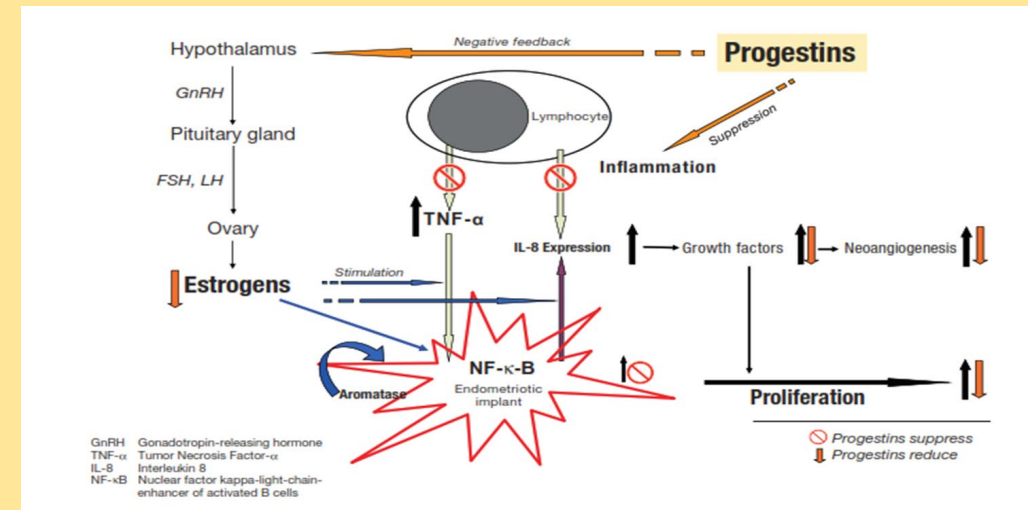 Negative feedback
Progestins
Hypothalamus
GnRH
Lymphocyte
Suppression
Pituitary gland
Inflammation
FSH, LH
TNF-α
Ovary
IL-8 Expression
Growth factors
Neoangiogenesis
Stimulation
Estrogens
NF-κ-B
Endometriotic
implant
Aromatase
Proliferation
GnRH Gonadotropin-releasing hormone
TNF-α Tumor Necrosis Factor-α
IL-8 Interleukin 8
NF-κB Nuclear factor kappa-light-chain-
enhancer of activated B cells
Progestins suppress
Progestins reduce